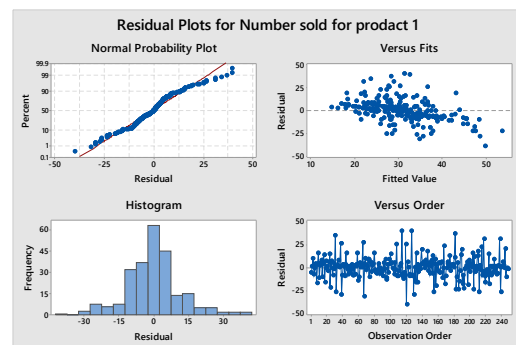 Residual Plots for Number sold for prodact 1
Normal Probability Plot
99.9
99
90
50
10
1
0.1
Percent
-50 -25 0 25 50
Residual
Versus Fits
50
25
0
-25
-50
Residual
10 20 30 40 50
Fitted Value
Histogram
60
45
30
15
0
Frequency
-30 -15 0 15 30
Residual
Versus Order
50
25
0
-25
-50
Residual
1 20 40 60 80 100 120 140 160 180 200 220 240
Observation Order